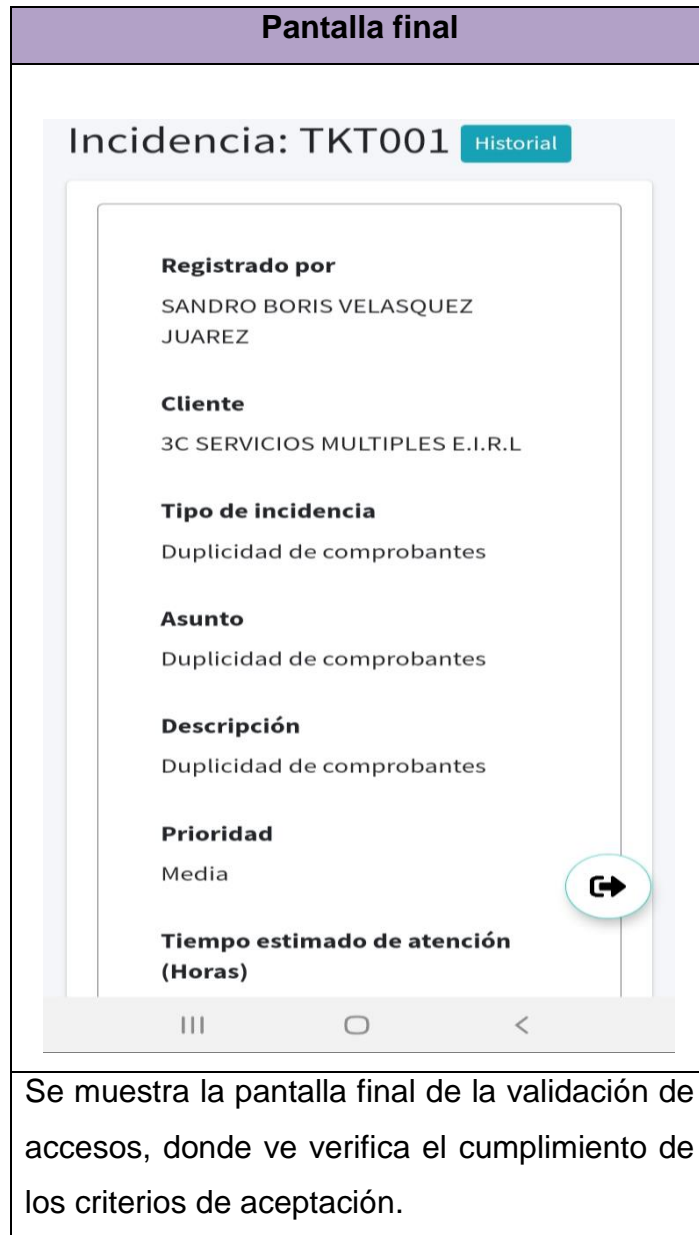 Pantalla final
Incidencia: TKT001 Historial
Registrado por
SANDRO BORIS VELASQUEZ
JUAREZ
Cliente
3C SERVICIOS MULTIPLES E.I.R.L
Tipo de incidencia
Duplicidad de comprobantes
Asunto
Duplicidad de comprobantes
Descripción
Duplicidad de comprobantes
Prioridad
Media
Tiempo estimado de atención
(Horas)
Se muestra la pantalla final de la validación de
accesos, donde ve verifica el cumplimiento de
los criterios de aceptación.